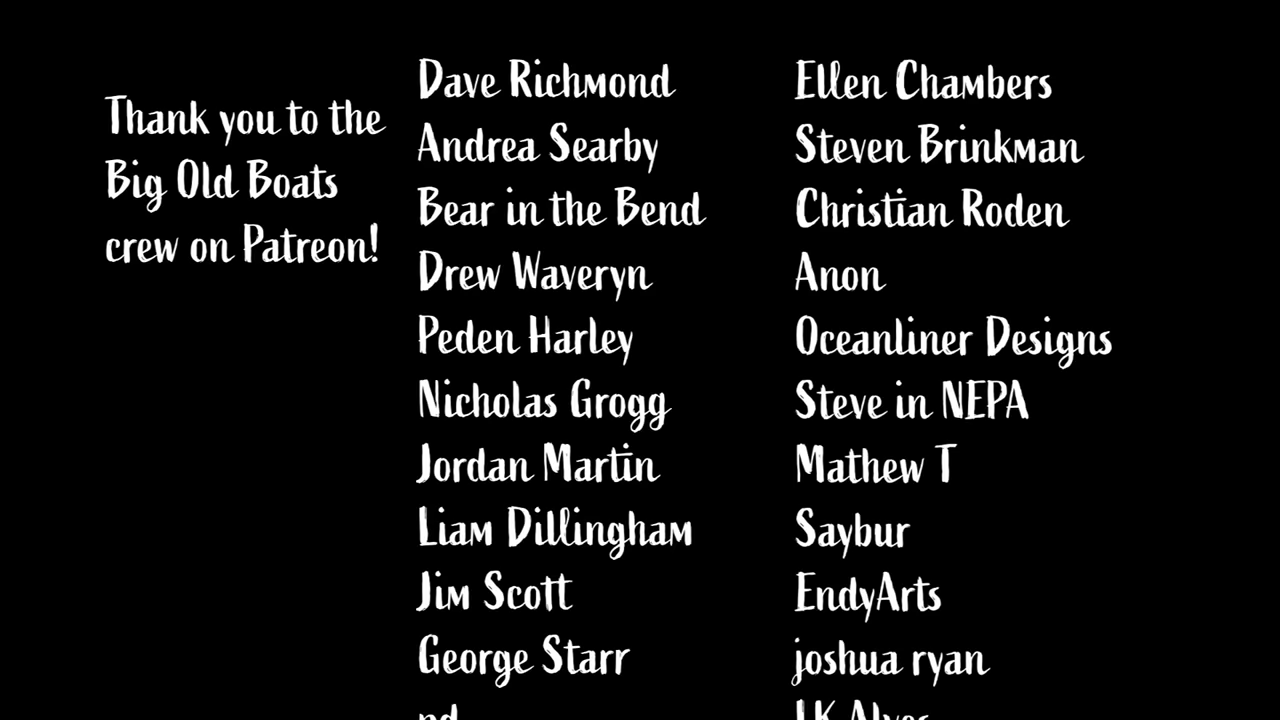 Thank you to the
Big Old Boats
crew on Patreon!
Dave Richmond
Andrea Searby
Bear in the Bend
Drew Waveryn
Peden Harley
Nicholas Grogg
Jordan Martin
Liam Dillingham
Jim Scott
George Starr
Ellen Chambers
Steven Brinkman
Christian Roden
Anon
Oceanliner Designs
Steve in NEPA
Mathew T
Saybur
EndyArts
joshua ryan